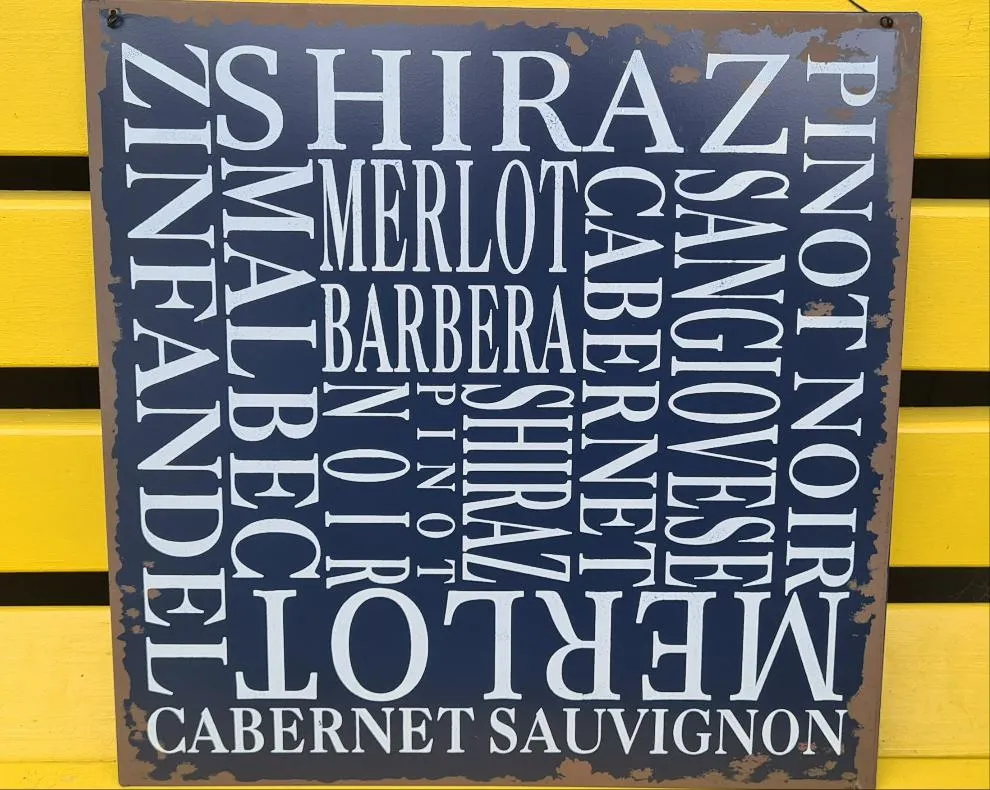 ZINFANDEL
SHIRAZ
PINOT NOIR
MALBEC
MERLOT
BARBERA
CABERNET
SANGIOVESE
NOIR
PINOT
SHIRAZ
MERLOT
CABERNET SAUVIGNON